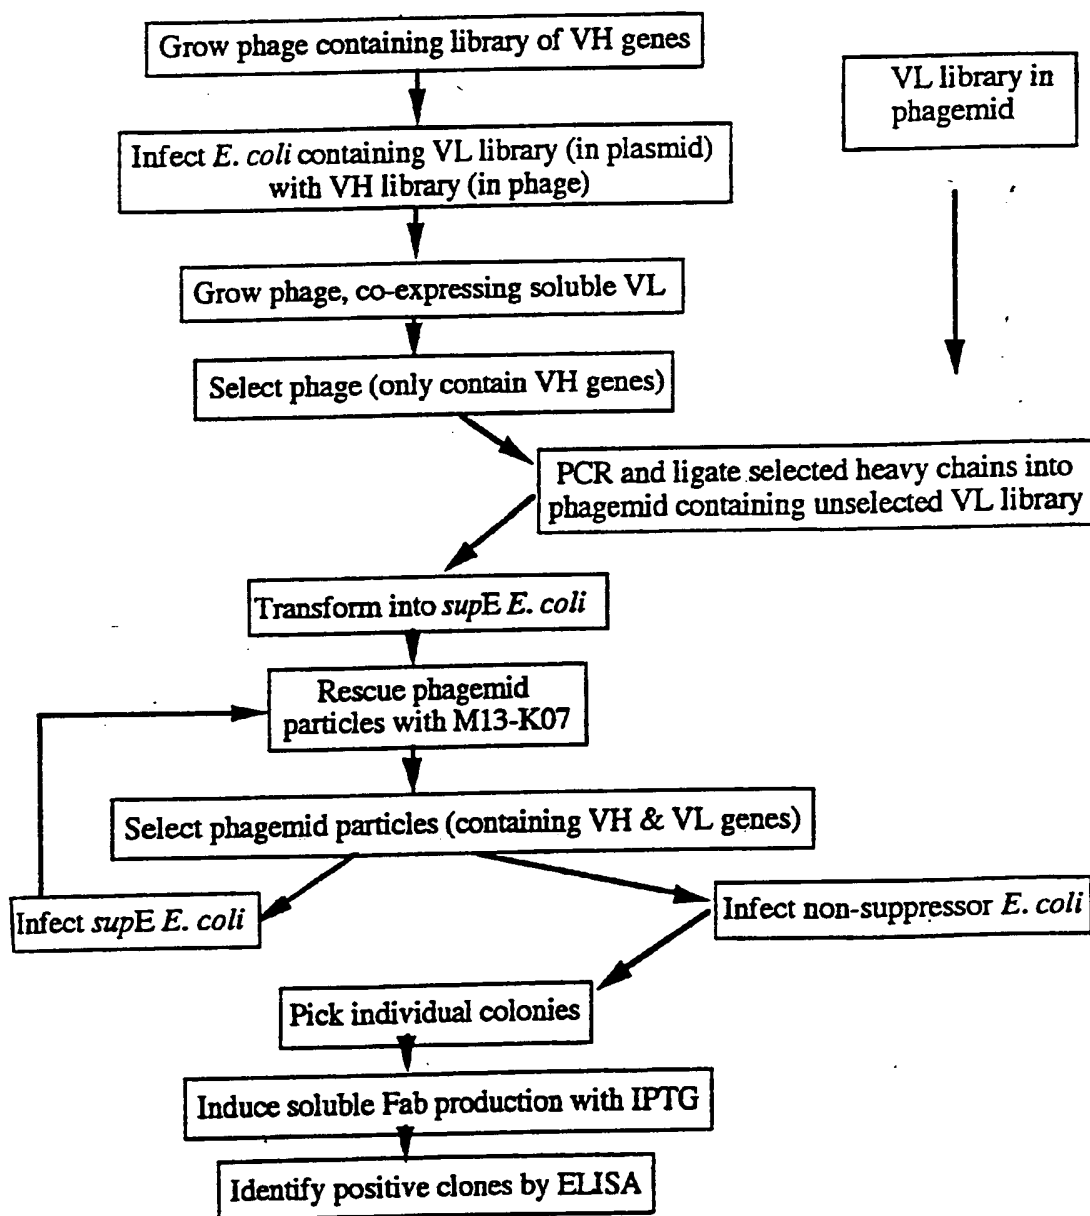 Grow phage containing library of VH genes
VL library in
phagemid
Infect E. coli containing VL library (in plasmid)
with VH library (in phage)
Grow phage, co-expressing soluble VL
Select phage (only contain VH genes)
PCR and ligate selected heavy chains into
phagemid containing unselected VL library
Transform into supE E. coli
Rescue phagemid
particles with M13-K07
Select phagemid particles (containing VH & VL genes)
Infect supE E. coli
Infect non-suppressor E. coli
Pick individual colonies
Induce soluble Fab production with IPTG
Identify positive clones by ELISA